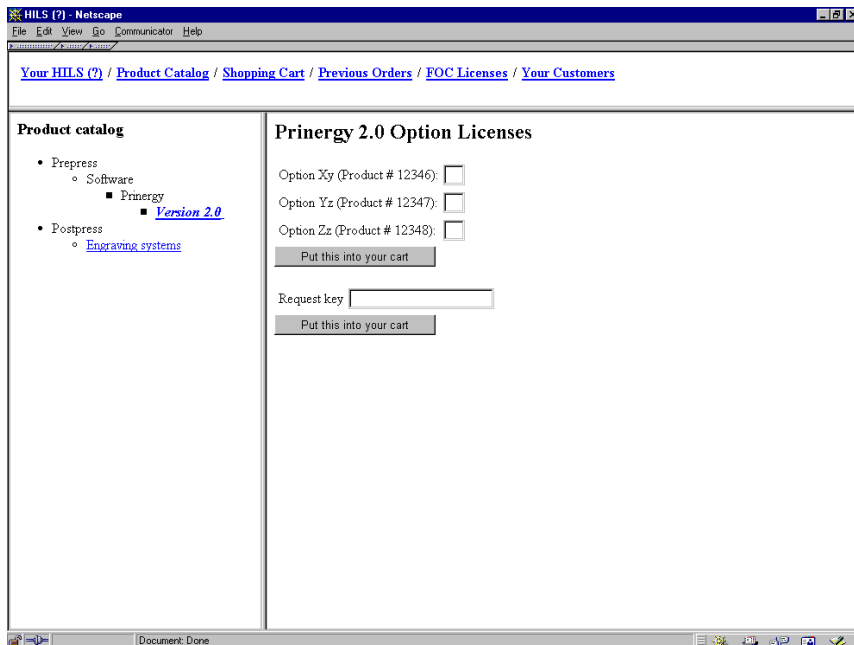 HILS (?) - Netscape
File Edit View Go Communicator Help
Your HILS (?) / Product Catalog / Shopping Cart / Previous Orders / FOC Licenses / Your Customers
Product catalog
Prepress
Software
Prinergy
Version 2.0
Postpress
Engraving systems
Prinergy 2.0 Option Licenses
Option Xy (Product # 12346):
Option Yz (Product # 12347):
Option Zz (Product # 12348):
Put this into your cart
Request key
Put this into your cart
Document: Done